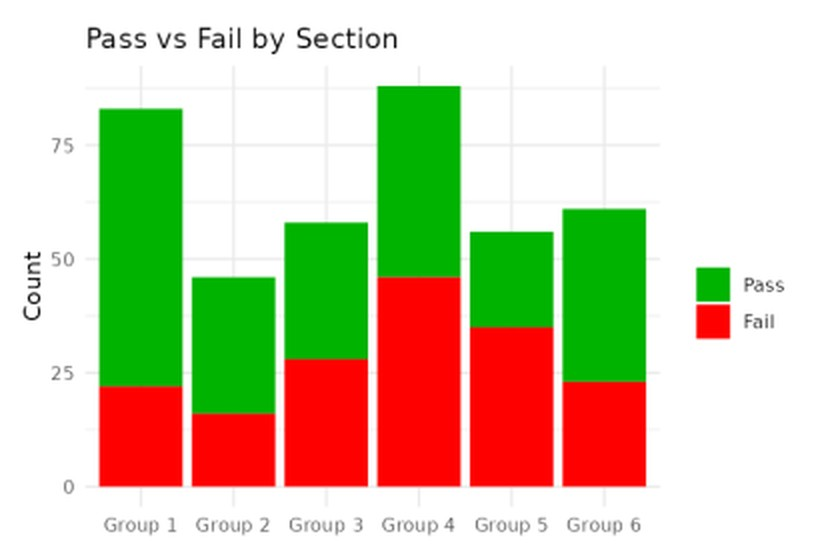 Pass vs Fail by Section
Count
75
50
25
0
Group 1 Group 2 Group 3 Group 4 Group 5 Group 6
Pass
Fail